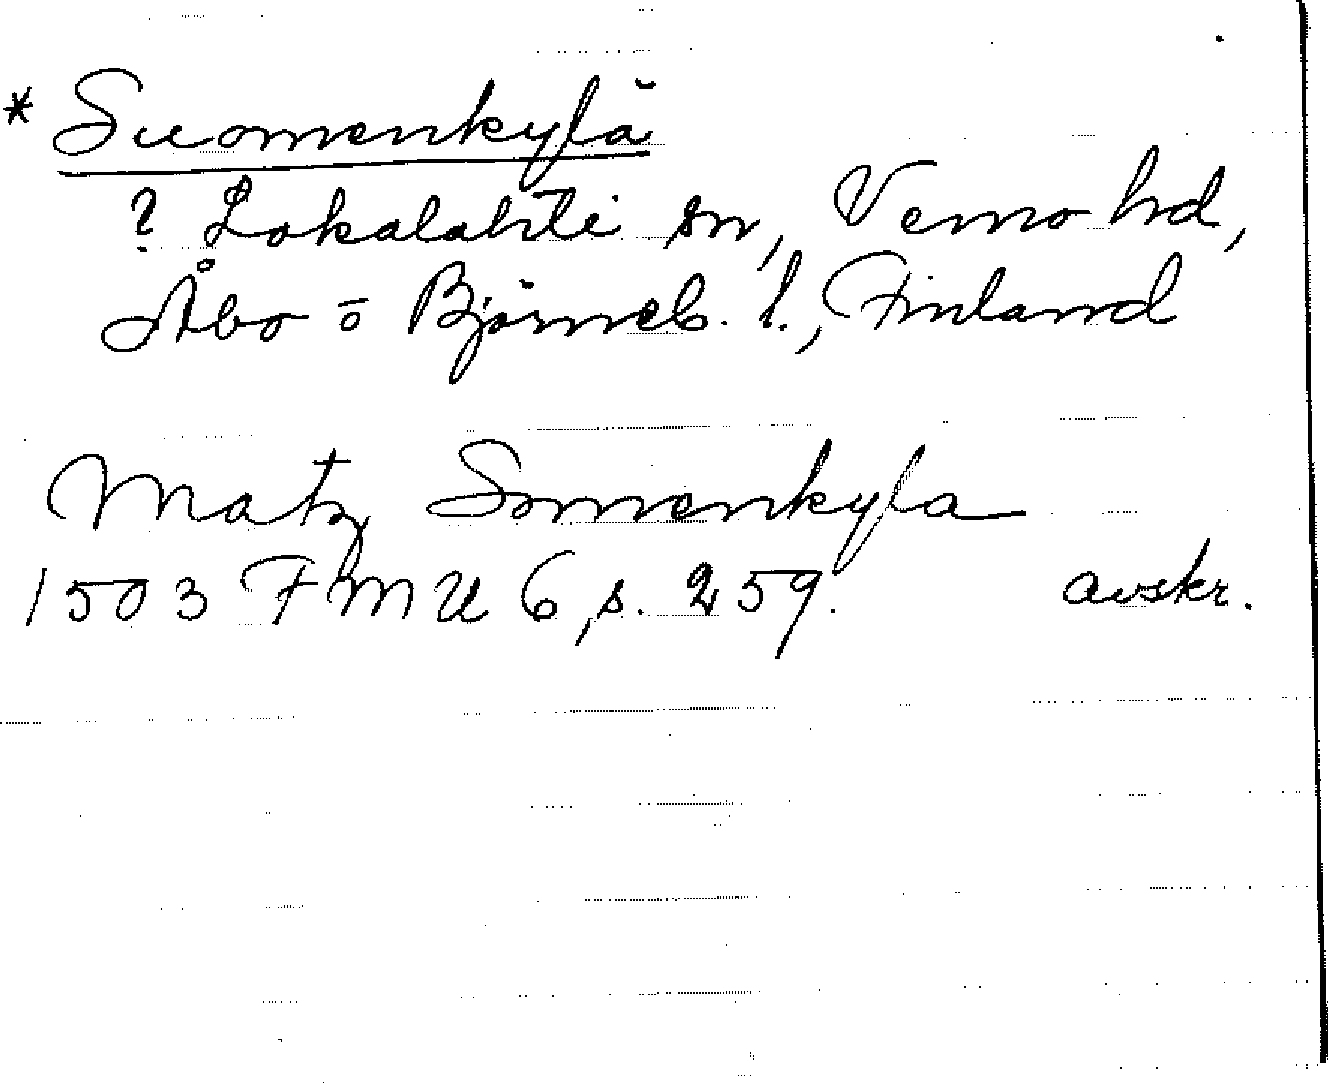 * Suomenkylä
? Lokalahti sn, Vemo hd,
Åbo o Björneb. l., Finland
Matz Somenkyla
1503 FMU 6, s. 259. avskr.